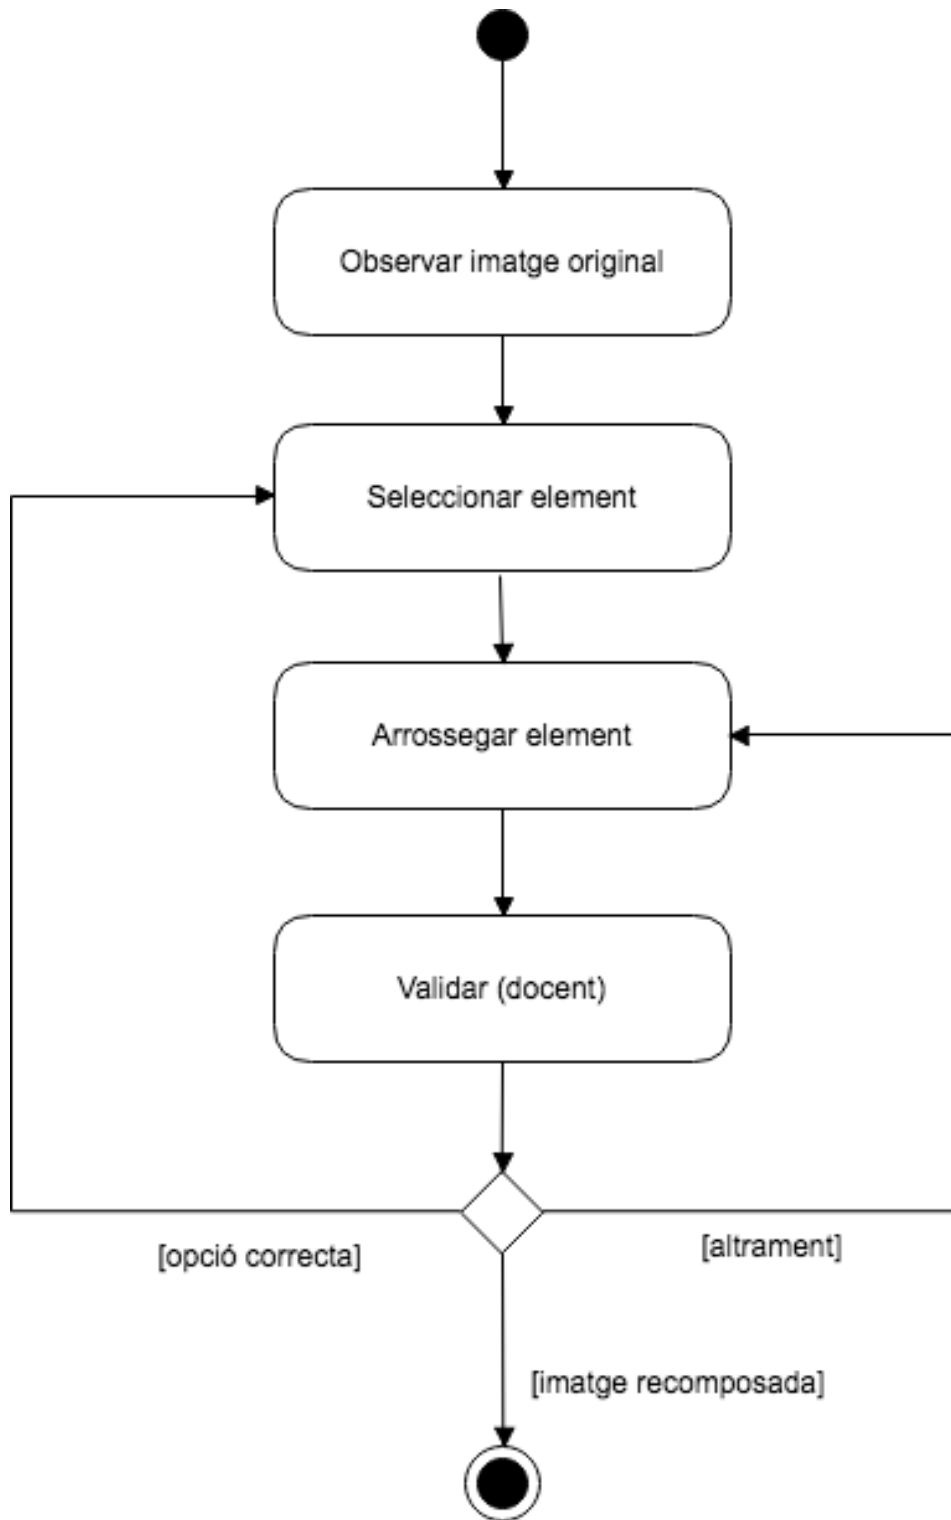 Observar imatge original
Seleccionar element
Arrossegar element
Validar (docent)
[opció correcta]
[altrament]
[imatge recomposada]